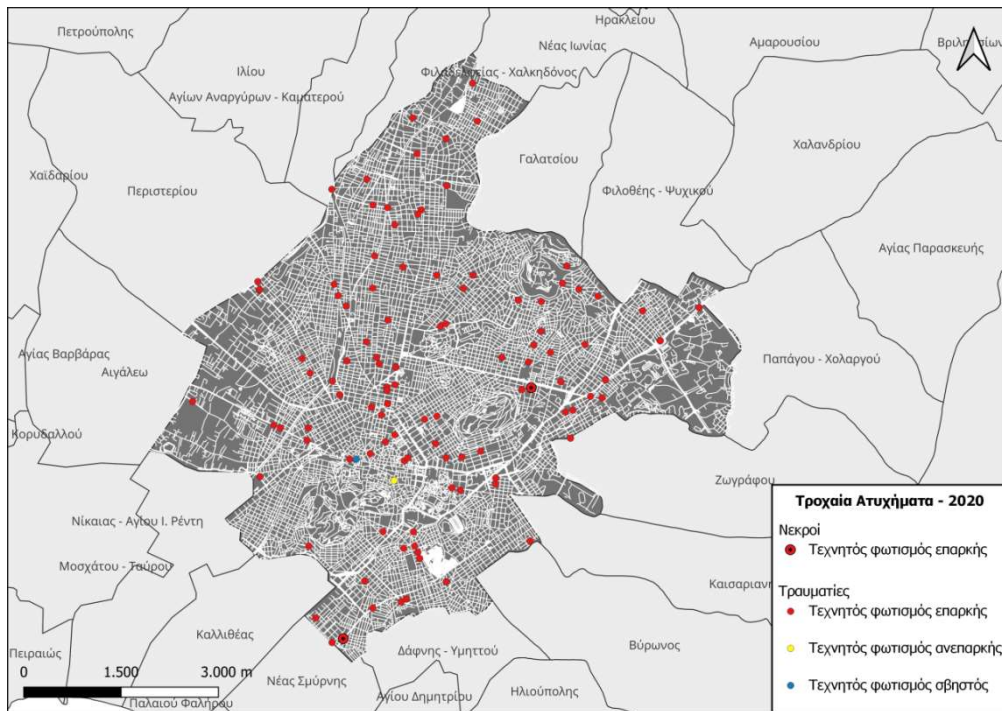 Ηρακλείου
Πετρούπολης
Νέας Ιωνίας
Αμαρουσίου
Βριλησσίων
Ιλίου
Φιλαδελφείας - Χαλκηδόνος
Αγίων Αναργύρων - Καματερού
Χαλανδρίου
Γαλατσίου
Χαϊδαρίου
Περιστερίου
Φιλοθέης - Ψυχικού
Αγίας Παρασκευής
Αγίας Βαρβάρας
Παπάγου - Χολαργού
Αιγάλεω
Κορυδαλλού
Ζωγράφου
Νίκαιας - Αγίου Ι. Ρέντη
Μοσχάτου - Ταύρου
Καισαριανή
Καλλιθέας
Βύρωνος
Πειραιώς
Δάφνης - Υμηττού
Νέας Σμύρνης
Ηλιούπολης
Αγίου Δημητρίου
Παλαιού Φαλήρου
0 1.500 3.000 m
Τροχαία Ατυχήματα - 2020
Νεκροί
Τεχνητός φωτισμός επαρκής
Τραυματίες
Τεχνητός φωτισμός επαρκής
Τεχνητός φωτισμός ανεπαρκής
Τεχνητός φωτισμός σβηστός